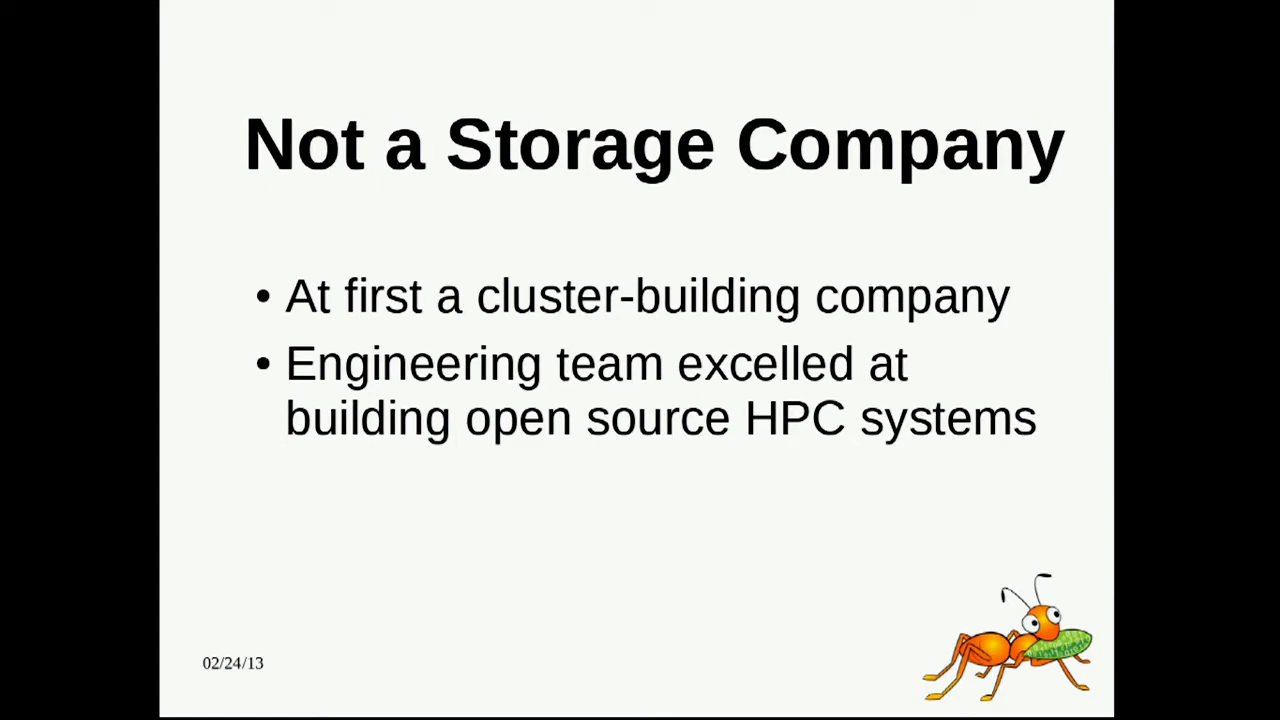 Not a Storage Company
• At first a cluster-building company
• Engineering team excelled at
building open source HPC systems
02/24/13